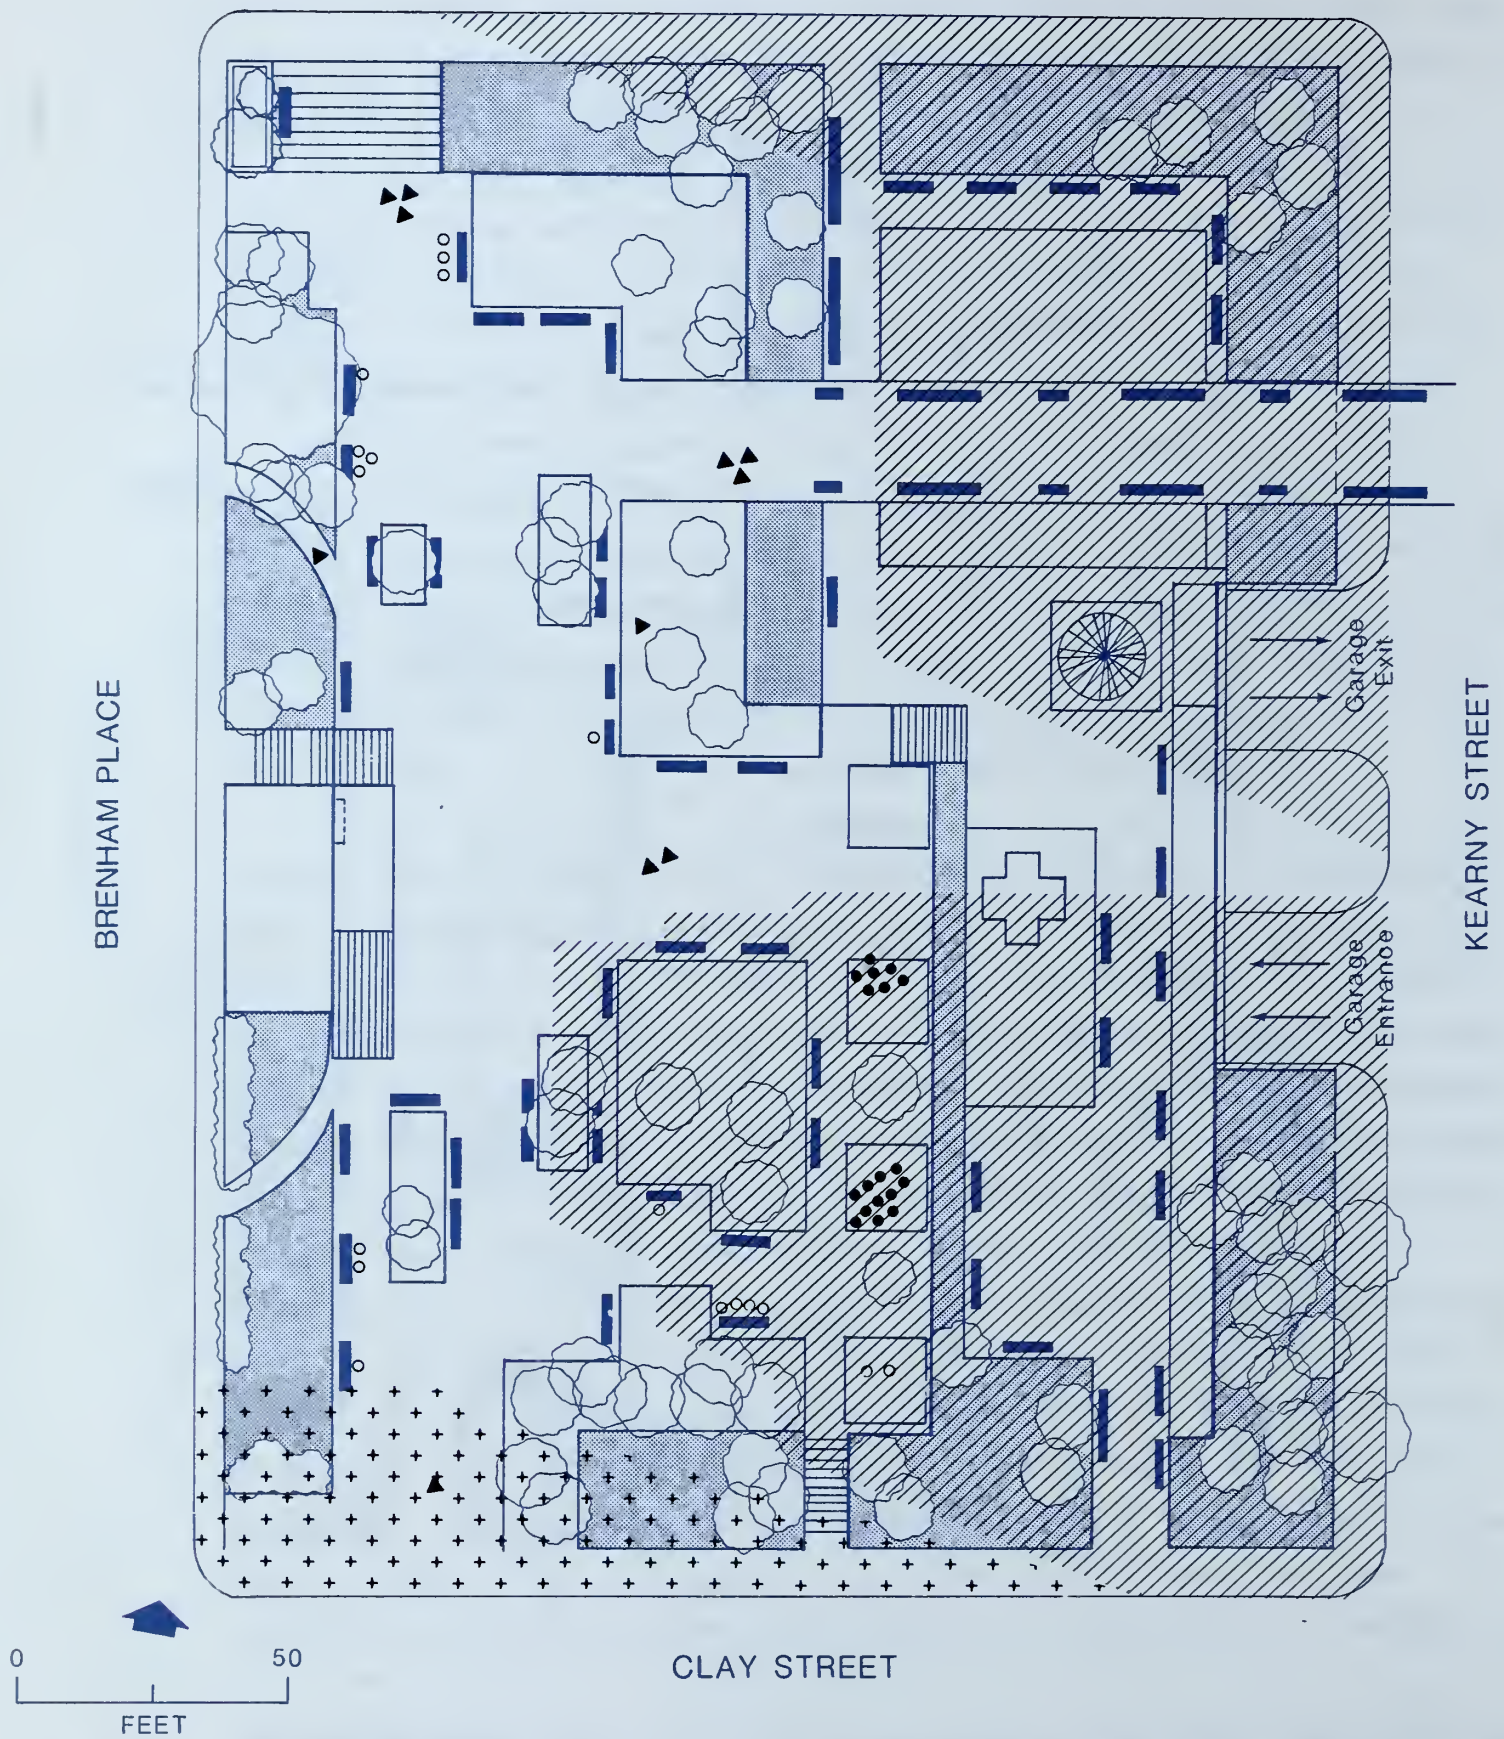 BRENHAM PLACE
Garage
Exit
KEARNY STREET
Garage
Entrance
0 50
FEET
CLAY STREET